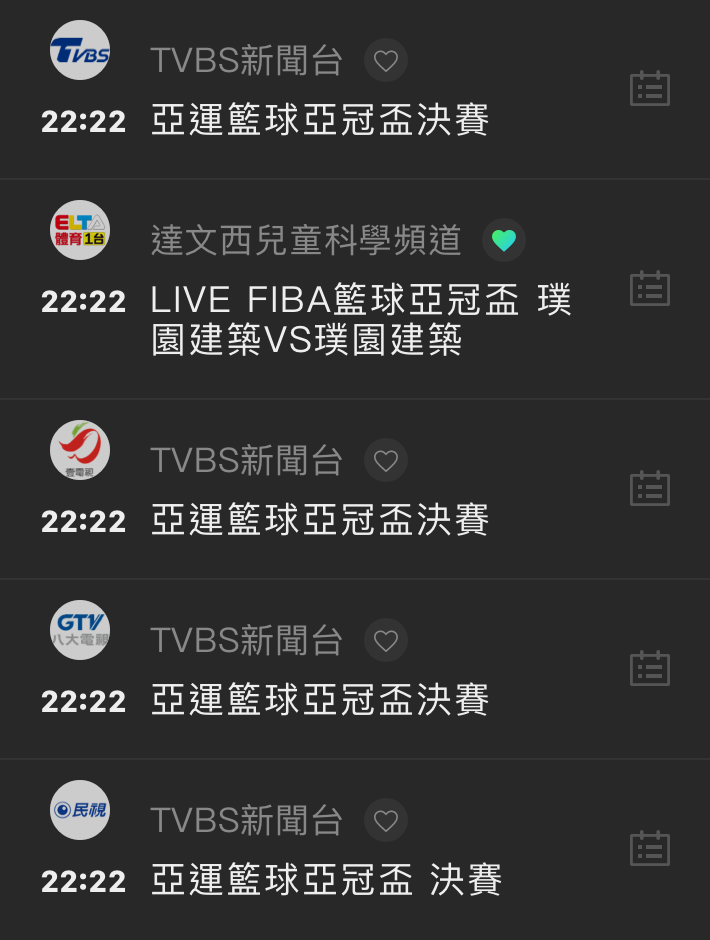 TVBS
TVBS新聞台
22:22 亞運籃球亞冠盃決賽
ELTA
體育1台
達文西兒童科學頻道
22:22 LIVE FIBA籃球亞冠盃 璞
園建築VS璞園建築
壹電視
TVBS新聞台
22:22 亞運籃球亞冠盃決賽
GTV
八大電視
TVBS新聞台
22:22 亞運籃球亞冠盃決賽
民視
TVBS新聞台
22:22 亞運籃球亞冠盃 決賽